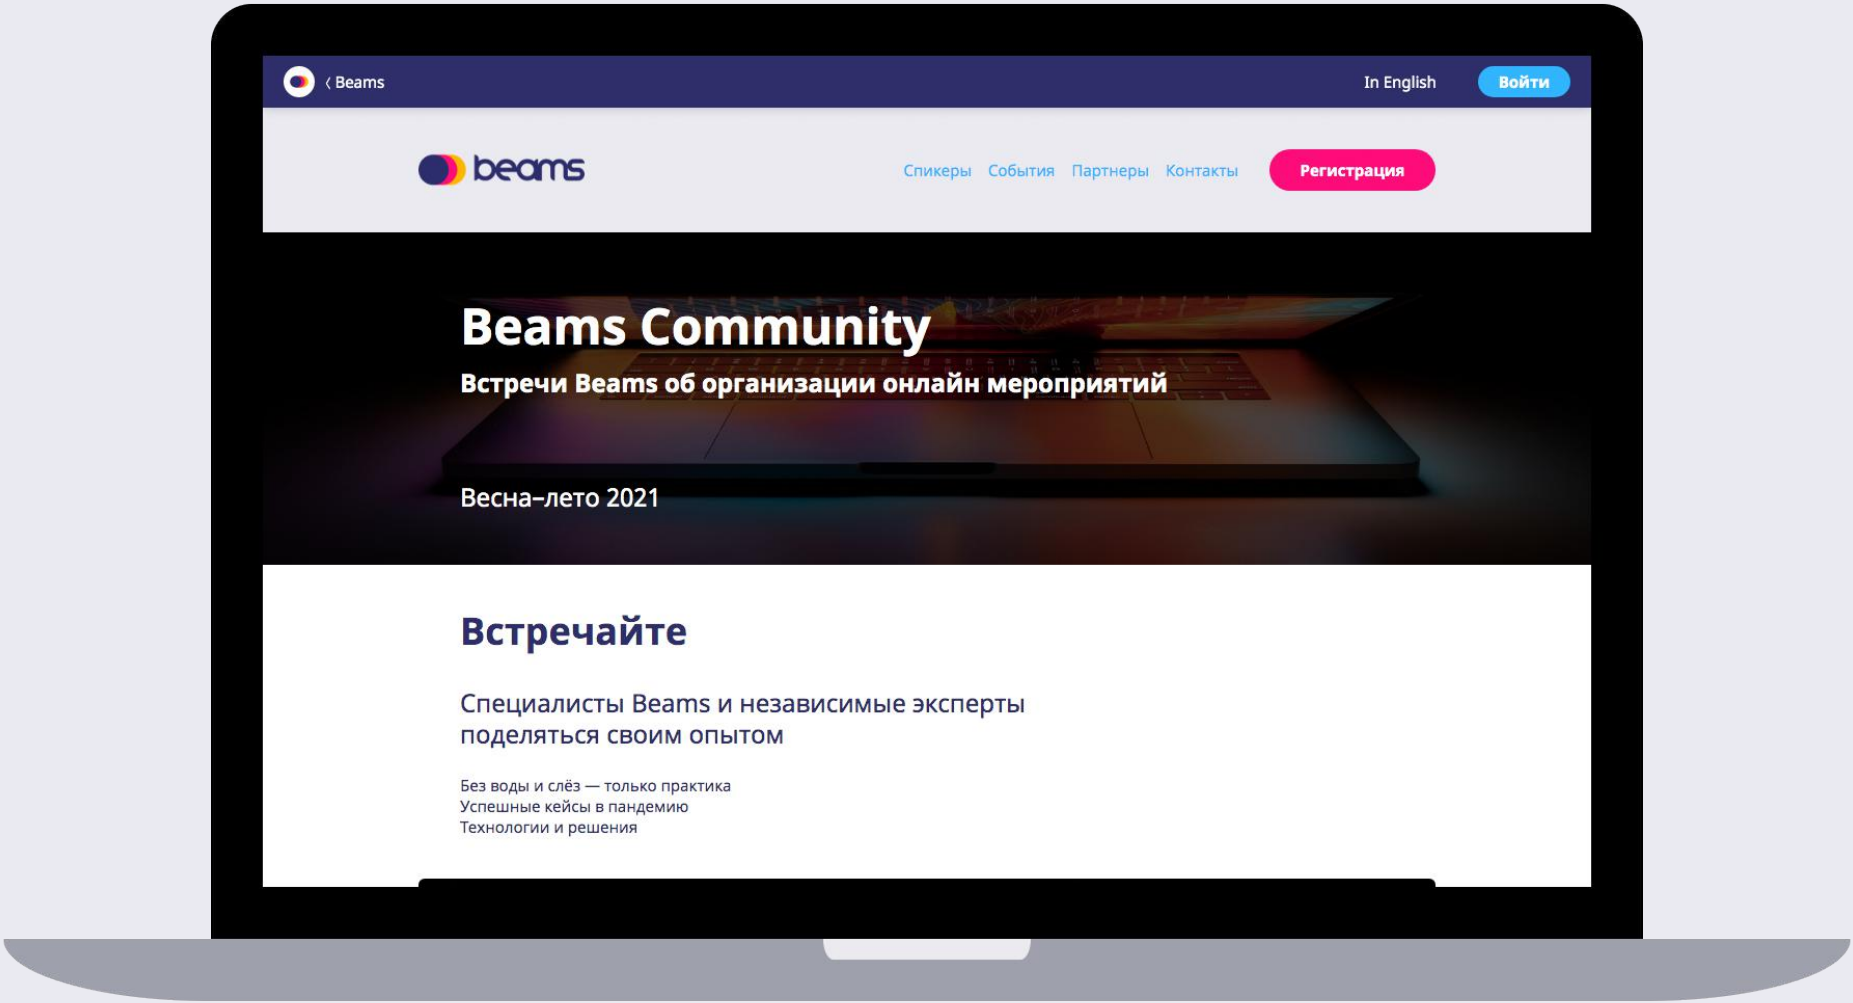 〈 Beams
In English
Войти
beams
Спикеры События Партнеры Контакты
Регистрация
Beams Community
Встречи Beams об организации онлайн мероприятий
Весна–лето 2021
Встречайте
Специалисты Beams и независимые эксперты
поделяться своим опытом
Без воды и слёз — только практика
Успешные кейсы в пандемию
Технологии и решения